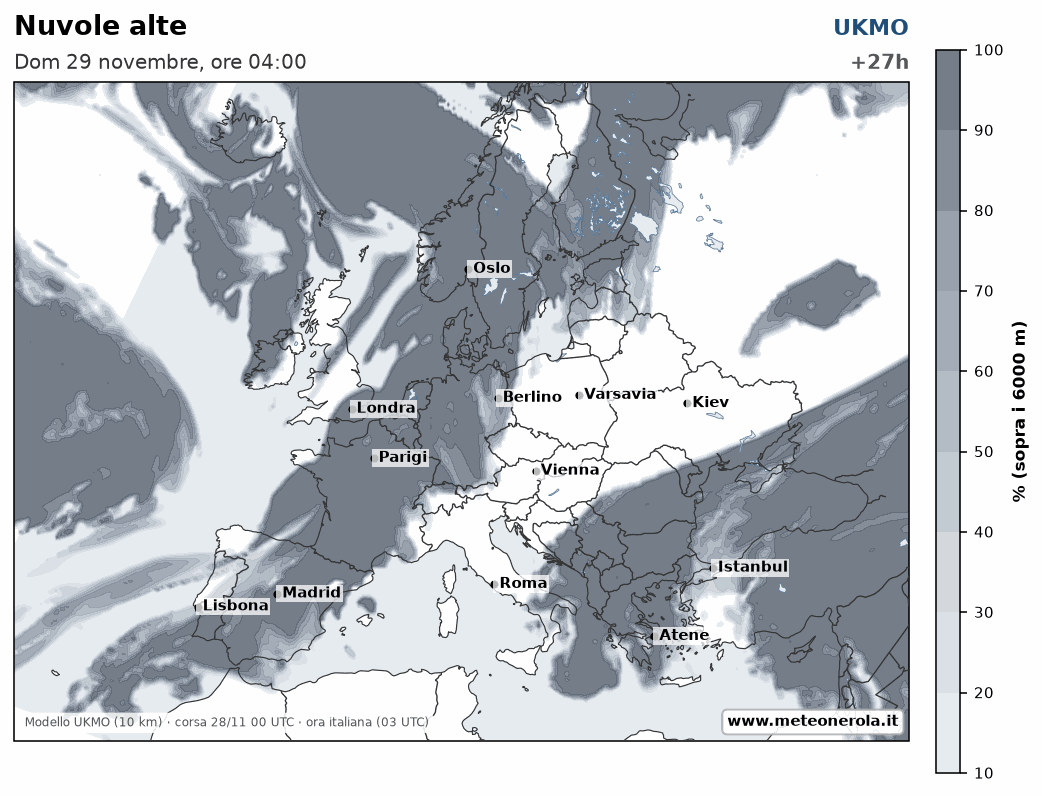 Nuvole alte
UKMO
Dom 29 novembre, ore 04:00
+27h
Oslo
Londra
Berlino
Varsavia
Kiev
Parigi
Vienna
Istanbul
Roma
Madrid
Lisbona
Atene
Modello UKMO (10 km) · corsa 28/11 00 UTC · ora italiana (03 UTC)
www.meteonerola.it
100
90
80
70
60
50
40
30
20
10
% (sopra i 6000 m)